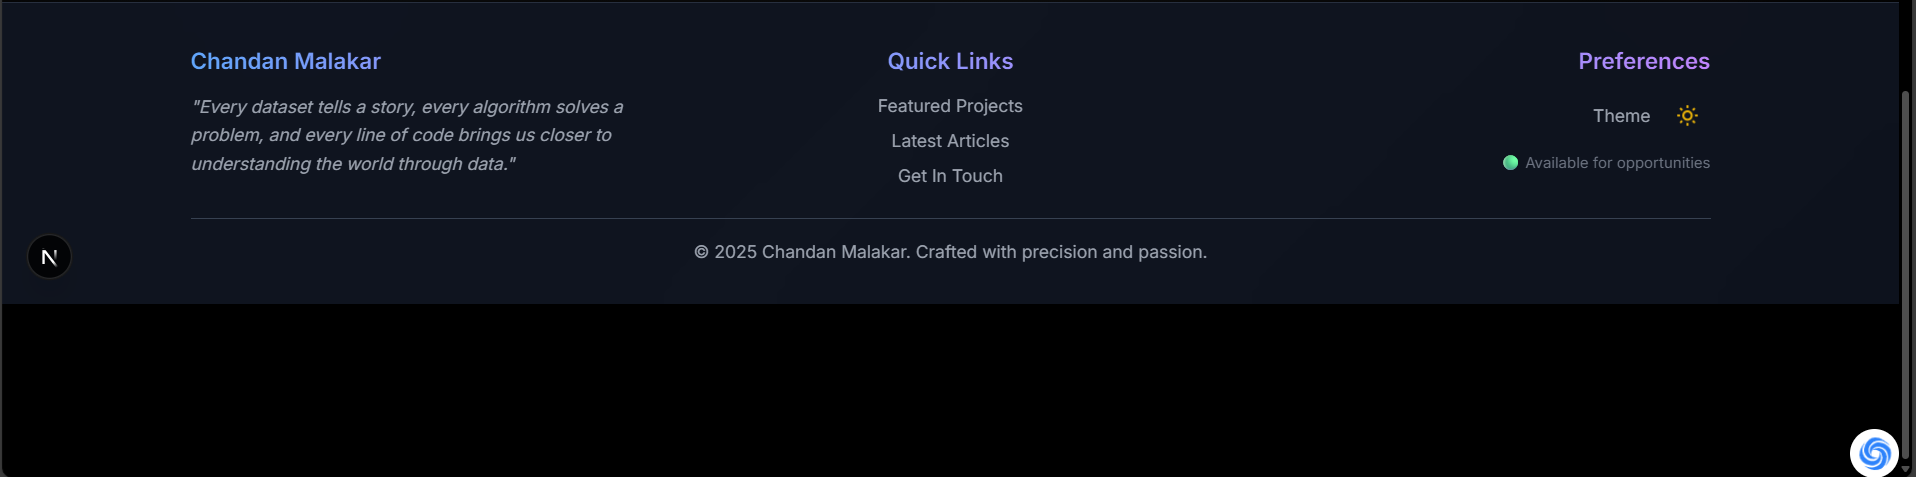 Chandan Malakar
"Every dataset tells a story, every algorithm solves a
problem, and every line of code brings us closer to
understanding the world through data."
Quick Links
Featured Projects
Latest Articles
Get In Touch
Preferences
Theme
Available for opportunities
© 2025 Chandan Malakar. Crafted with precision and passion.
N